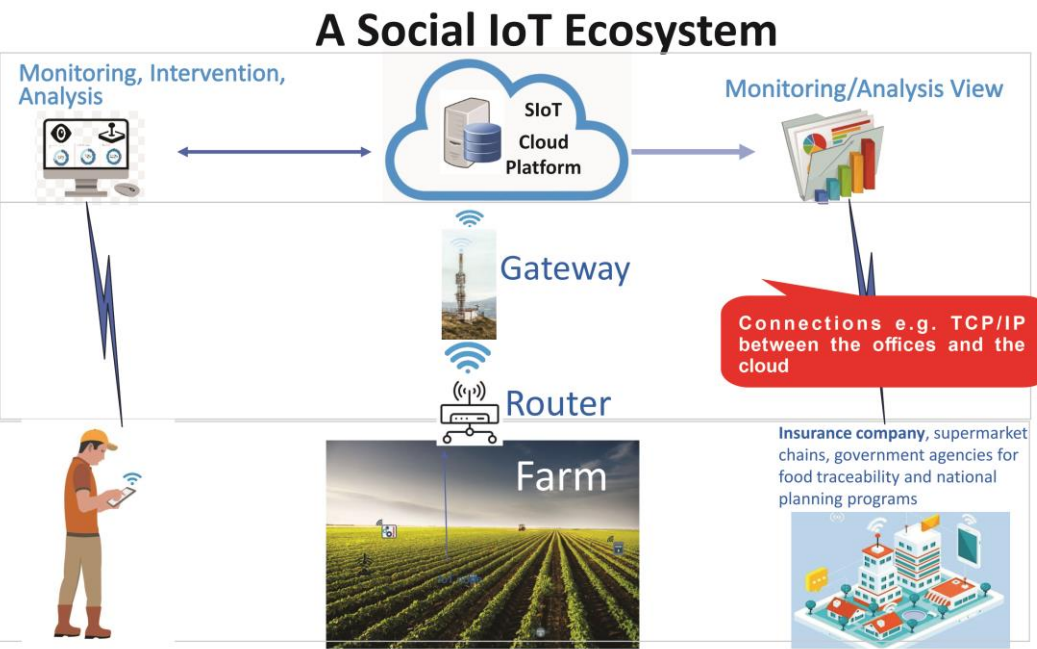 A Social IoT Ecosystem
Monitoring, Intervention,
Analysis
SIoT
Cloud
Platform
Monitoring/Analysis View
Gateway
Connections e.g. TCP/IP
between the offices and the
cloud
Router
Farm
Insurance company, supermarket
chains, government agencies for
food traceability and national
planning programs